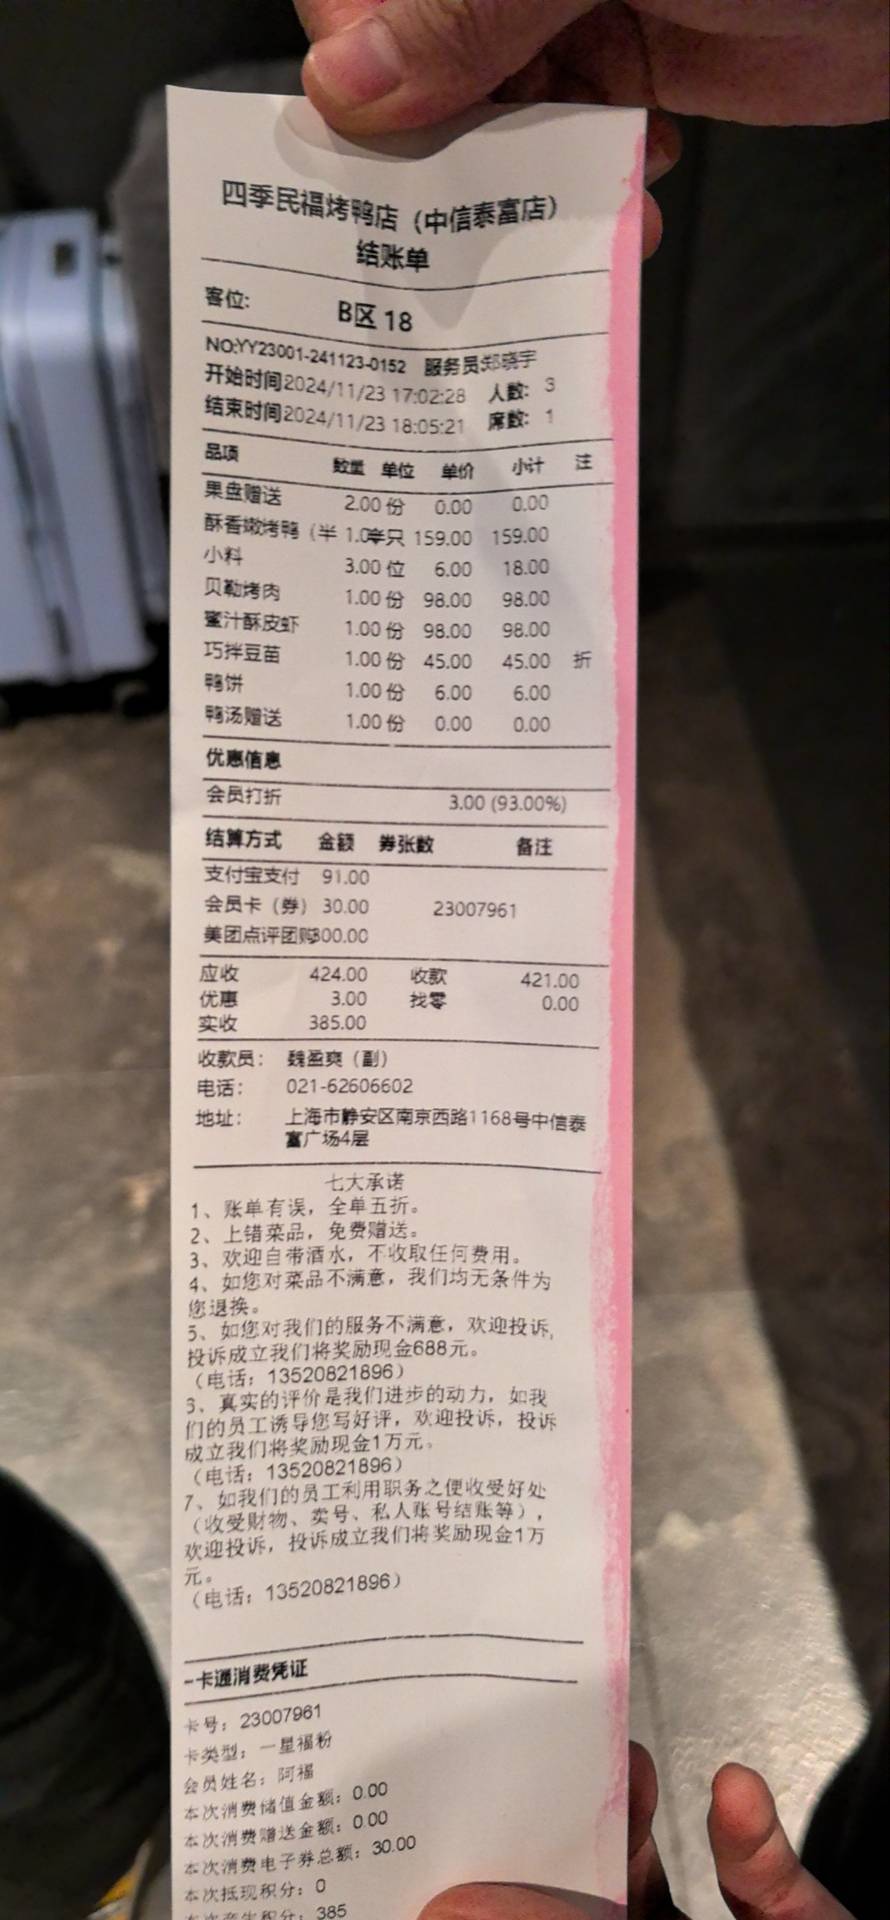 四季民福烤鸭店（中信泰富店）
结账单
客位: B区 18
NO:YY23001-241123-0152 服务员:郑晓宇
开始时间2024/11/23 17:02:28 人数: 3
结束时间2024/11/23 18:05:21 席数: 1
品项 数量 单位 单价 小计 注
果盘赠送 2.00 份 0.00 0.00
酥香嫩烤鸭（半 1.0半只 159.00 159.00
小料 3.00 位 6.00 18.00
贝勒烤肉 1.00 份 98.00 98.00
蜜汁酥皮虾 1.00 份 98.00 98.00
巧拌豆苗 1.00 份 45.00 45.00 折
鸭饼 1.00 份 6.00 6.00
鸭汤赠送 1.00 份 0.00 0.00
优惠信息
会员打折 3.00 (93.00%)
结算方式 金额 券张数 备注
支付宝支付 91.00
会员卡（券） 30.00 23007961
美团点评团购300.00
应收 424.00 收款 421.00
优惠 3.00 找零 0.00
实收 385.00
收款员: 魏盈爽（副）
电话: 021-62606602
地址: 上海市静安区南京西路1168号中信泰
富广场4层
七大承诺
1、账单有误，全单五折。
2、上错菜品，免费赠送。
3、欢迎自带酒水，不收取任何费用。
4、如您对菜品不满意，我们均无条件为
您退换。
5、如您对我们的服务不满意，欢迎投诉,
投诉成立我们将奖励现金688元。
（电话：13520821896）
3、真实的评价是我们进步的动力，如我
们的员工诱导您写好评，欢迎投诉，投诉
成立我们将奖励现金1万元。
（电话：13520821896）
7、如我们的员工利用职务之便收受好处
（收受财物、卖号、私人账号结账等），
欢迎投诉，投诉成立我们将奖励现金1万
元。
（电话：13520821896）
一卡通消费凭证
卡号：23007961
卡类型：一星福粉
会员姓名：阿福
本次消费储值金额：0.00
本次消费赠送金额：0.00
本次消费电子券总额：30.00
本次抵现积分：0
本次产生积分：385